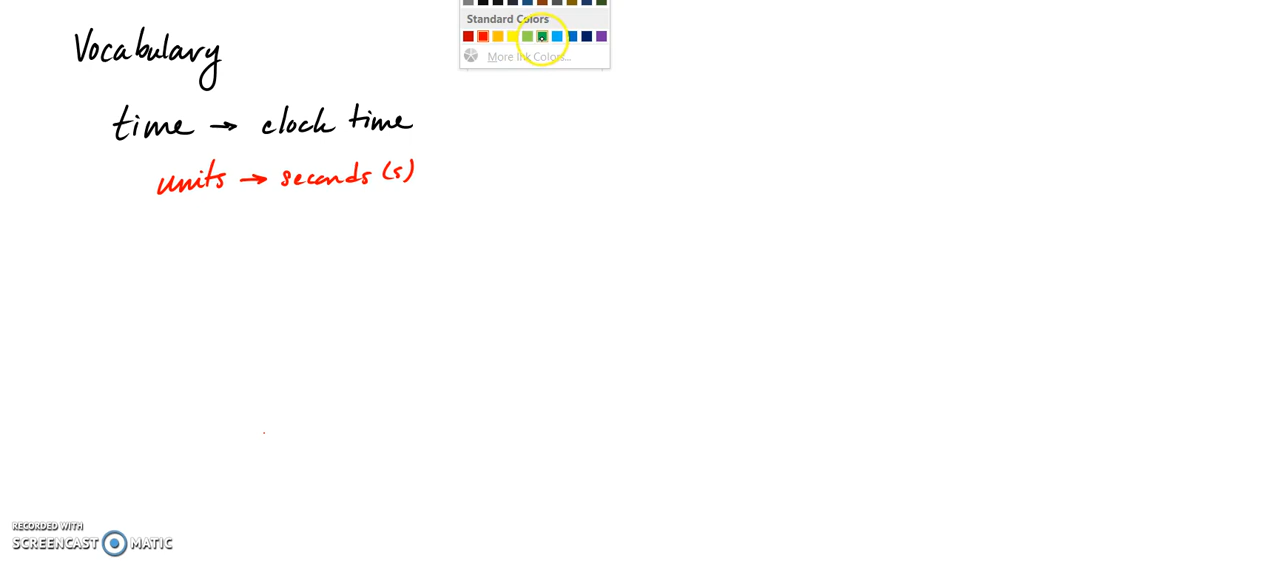 Standard Colors
More Ink Colors...
Vocabulary
time → clock time
units → seconds (s)
RECORDED WITH
SCREENCAST MATIC